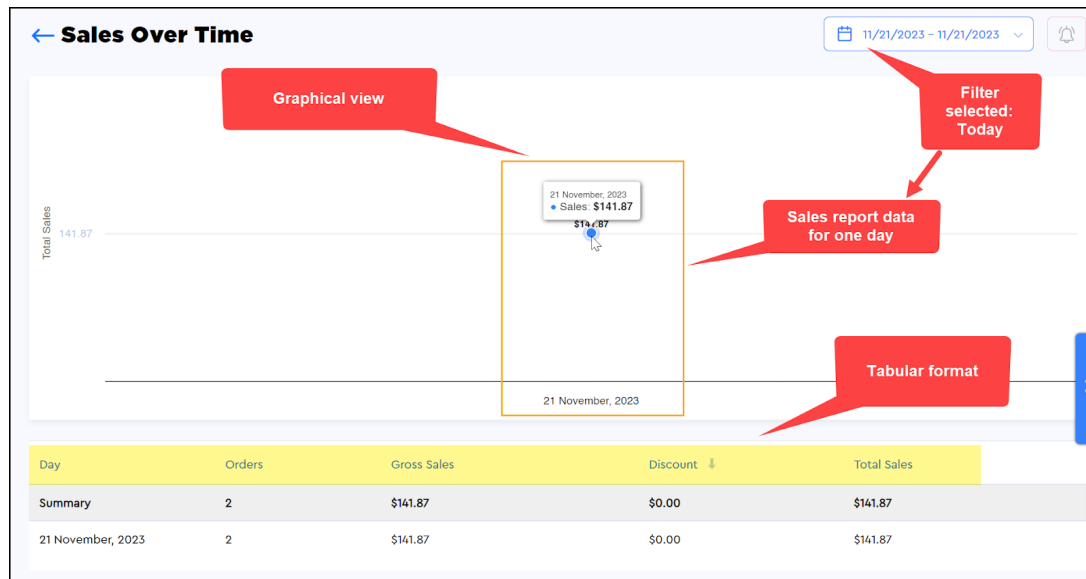 Sales Over Time
11/21/2023 - 11/21/2023
Graphical view
Filter
selected:
Today
21 November, 2023
Sales: $141.87
$141.87
Sales report data
for one day
Total Sales
141.87
Tabular format
21 November, 2023
Day Orders Gross Sales Discount Total Sales
Summary 2 $141.87 $0.00 $141.87
21 November, 2023 2 $141.87 $0.00 $141.87